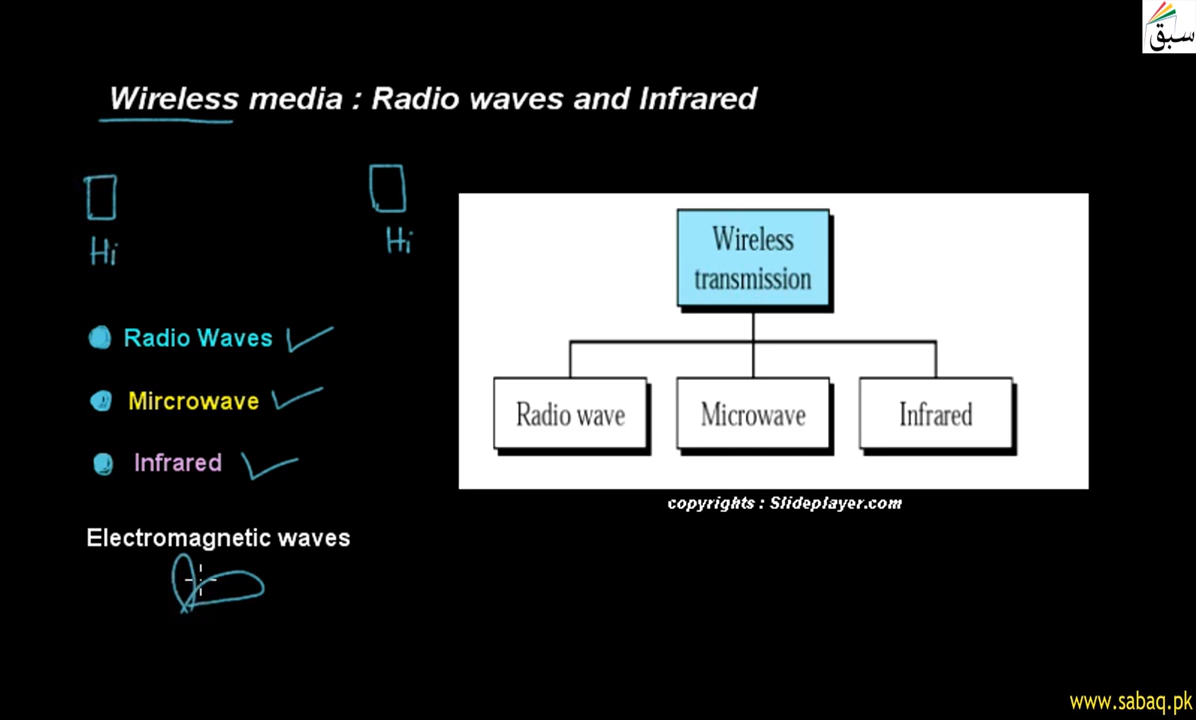 سبق
Wireless media : Radio waves and Infrared
Hi
Hi
Radio Waves
Mircrowave
Infrared
Electromagnetic waves
Wireless
transmission
Radio wave
Microwave
Infrared
copyrights : Slideplayer.com
www.sabaq.pk